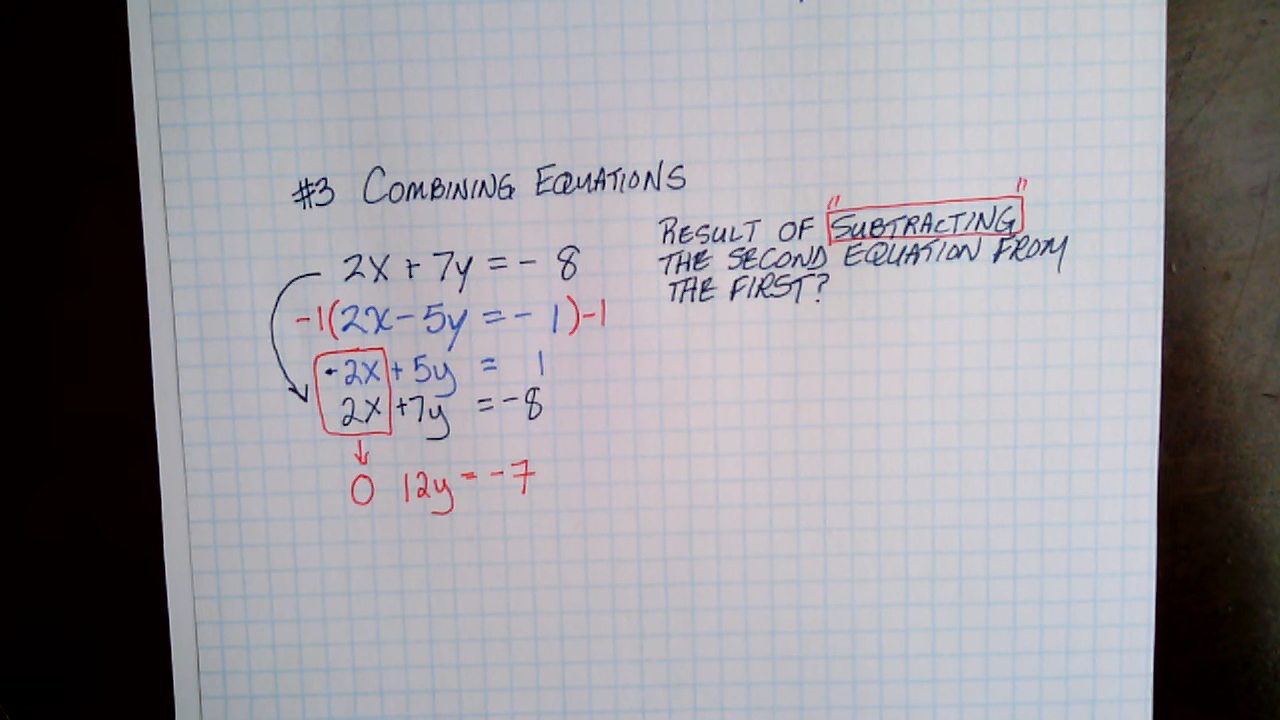 #3 COMBINING EQUATIONS
RESULT OF "SUBTRACTING"
THE SECOND EQUATION FROM
THE FIRST?
2x + 7y = - 8
-1(2x - 5y = - 1)-1
-2x + 5y = 1
2x + 7y = -8
0 12y = -7